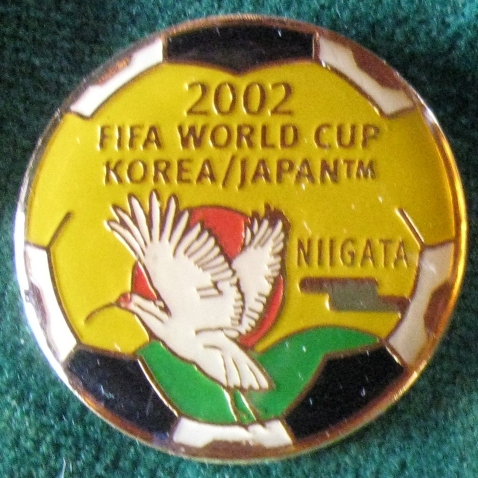 2002
FIFA WORLD CUP
KOREA/JAPAN™
NIIGATA